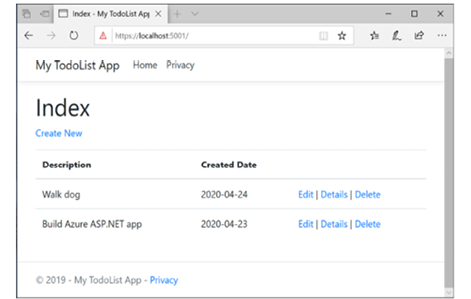 Index - My TodoList Ap
https://localhost:5001/
My TodoList App Home Privacy
Index
Create New
Description Created Date
Walk dog 2020-04-24 Edit | Details | Delete
Build Azure ASP.NET app 2020-04-23 Edit | Details | Delete
© 2019 - My TodoList App - Privacy